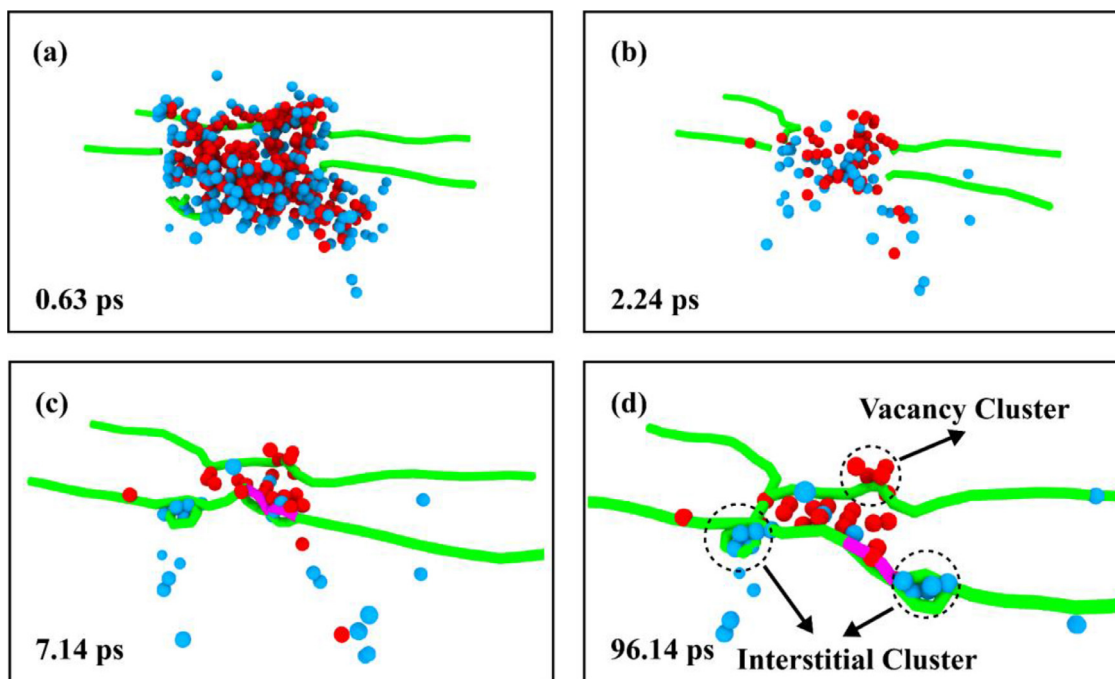 (a)
0.63 ps
(b)
2.24 ps
(c)
7.14 ps
(d)
Vacancy Cluster
96.14 ps
Interstitial Cluster